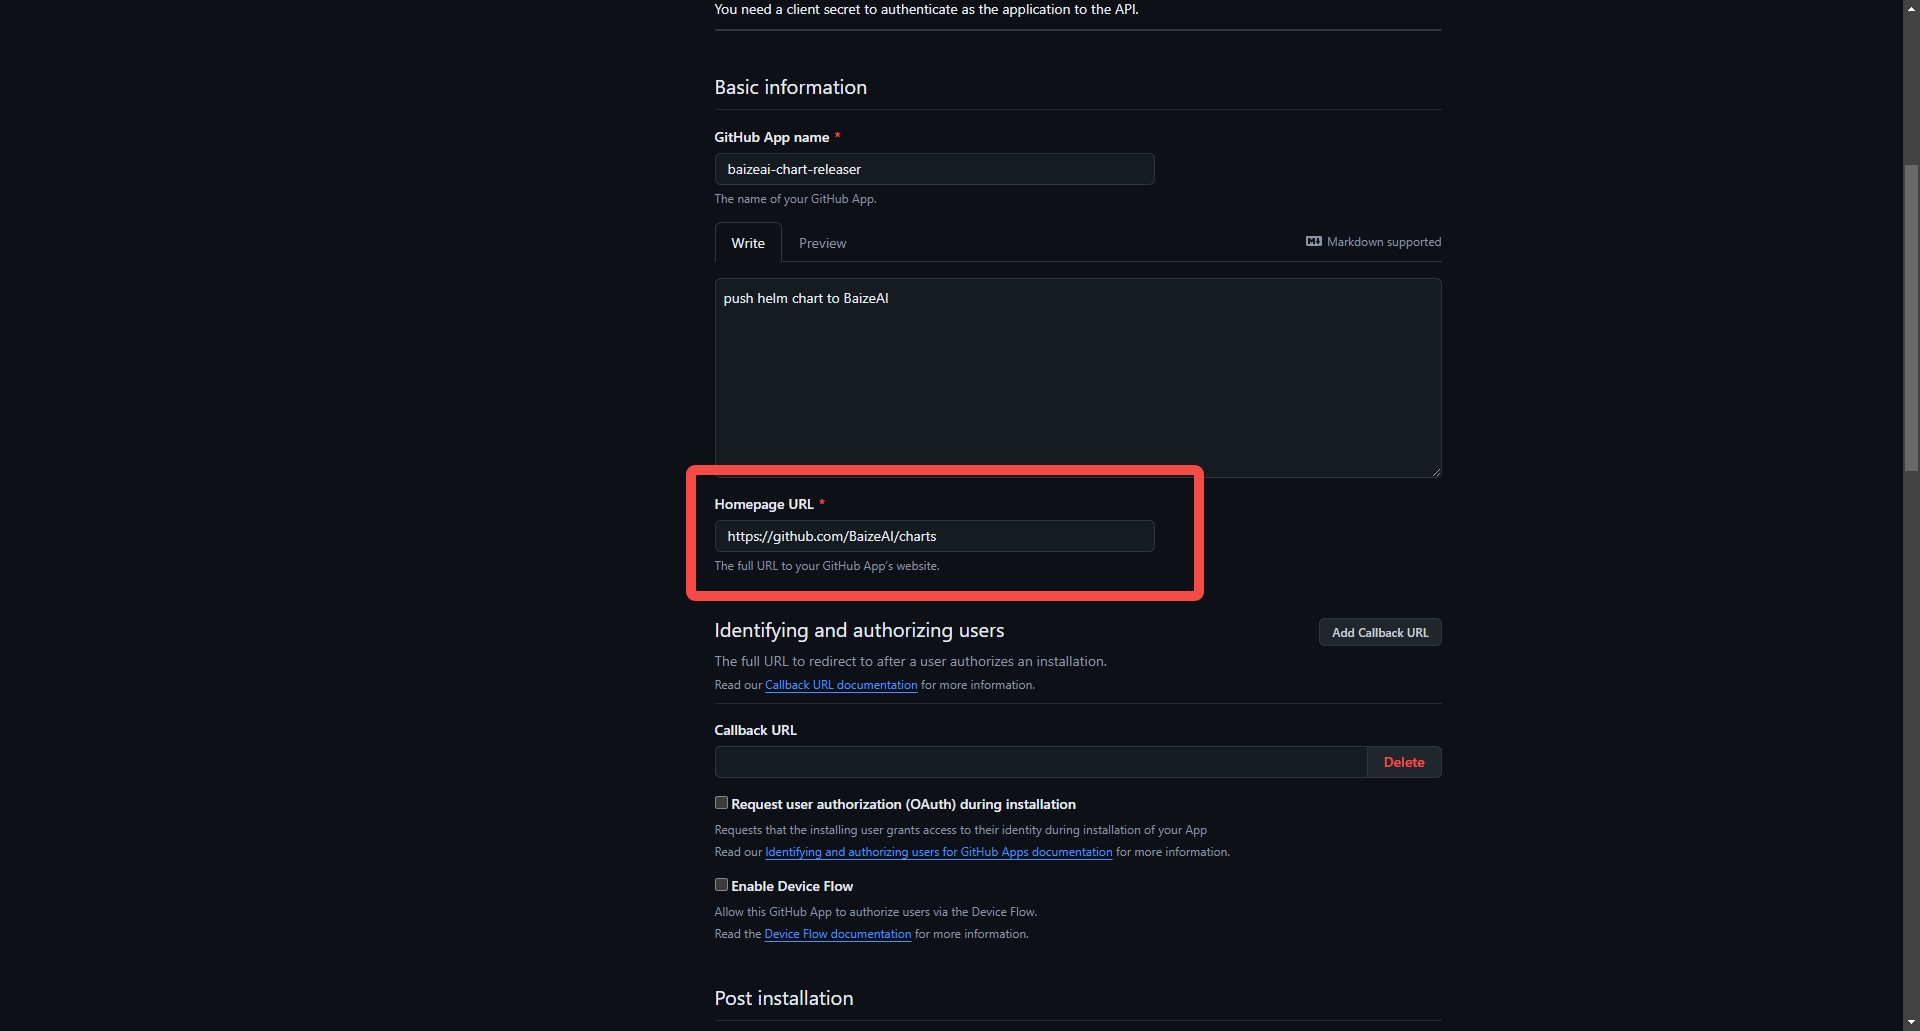 You need a client secret to authenticate as the application to the API.
Basic information
GitHub App name *
baizeai-chart-releaser
The name of your GitHub App.
Write Preview Markdown supported
push helm chart to BaizeAI
Homepage URL *
https://github.com/BaizeAI/charts
The full URL to your GitHub App's website.
Identifying and authorizing users Add Callback URL
The full URL to redirect to after a user authorizes an installation.
Read our Callback URL documentation for more information.
Callback URL
Delete
Request user authorization (OAuth) during installation
Requests that the installing user grants access to their identity during installation of your App
Read our Identifying and authorizing users for GitHub Apps documentation for more information.
Enable Device Flow
Allow this GitHub App to authorize users via the Device Flow.
Read the Device Flow documentation for more information.
Post installation